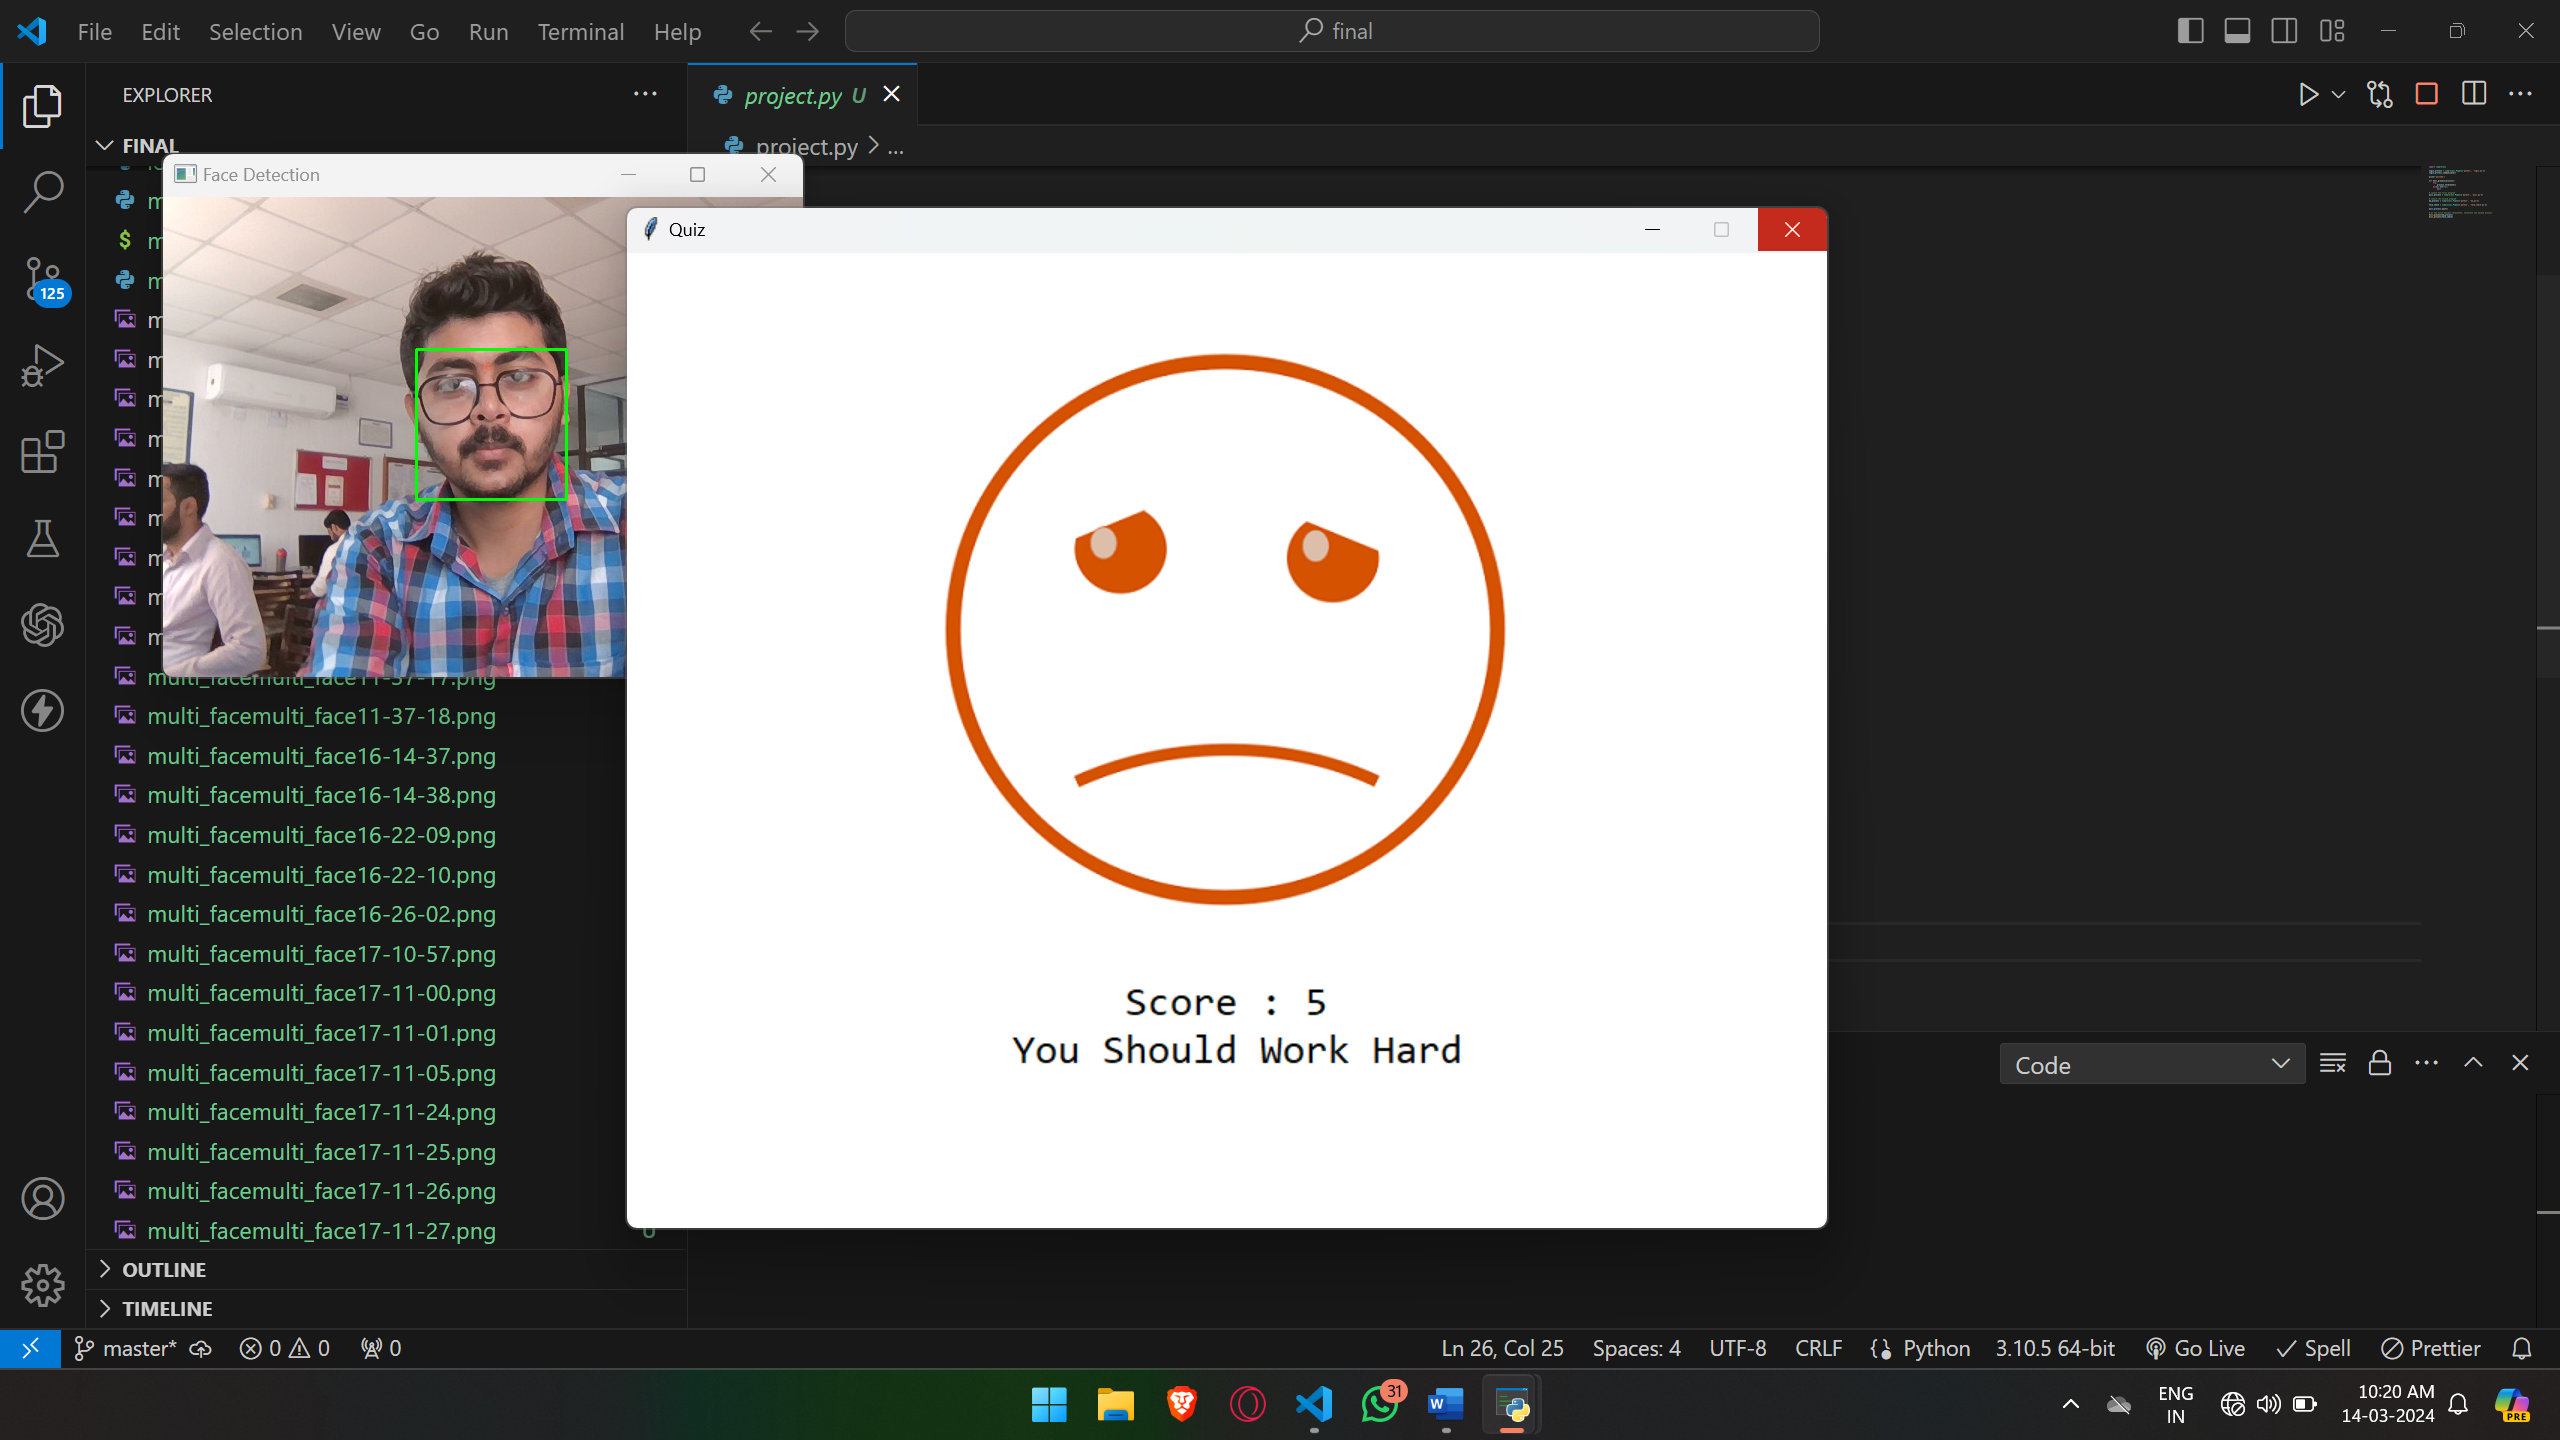 File Edit Selection View Go Run Terminal Help
final
EXPLORER
project.py U
FINAL
project.py > ...
Face Detection
Quiz
125
multi_facemulti_face11-37-17.png
multi_facemulti_face11-37-18.png
multi_facemulti_face16-14-37.png
multi_facemulti_face16-14-38.png
multi_facemulti_face16-22-09.png
multi_facemulti_face16-22-10.png
multi_facemulti_face16-26-02.png
multi_facemulti_face17-10-57.png
multi_facemulti_face17-11-00.png
multi_facemulti_face17-11-01.png
multi_facemulti_face17-11-05.png
multi_facemulti_face17-11-24.png
multi_facemulti_face17-11-25.png
multi_facemulti_face17-11-26.png
multi_facemulti_face17-11-27.png
U
Score : 5
You Should Work Hard
Code
OUTLINE
TIMELINE
master* 0 0 0
Ln 26, Col 25 Spaces: 4 UTF-8 CRLF Python 3.10.5 64-bit Go Live Spell Prettier
31
ENG
IN
10:20 AM
14-03-2024
PRE